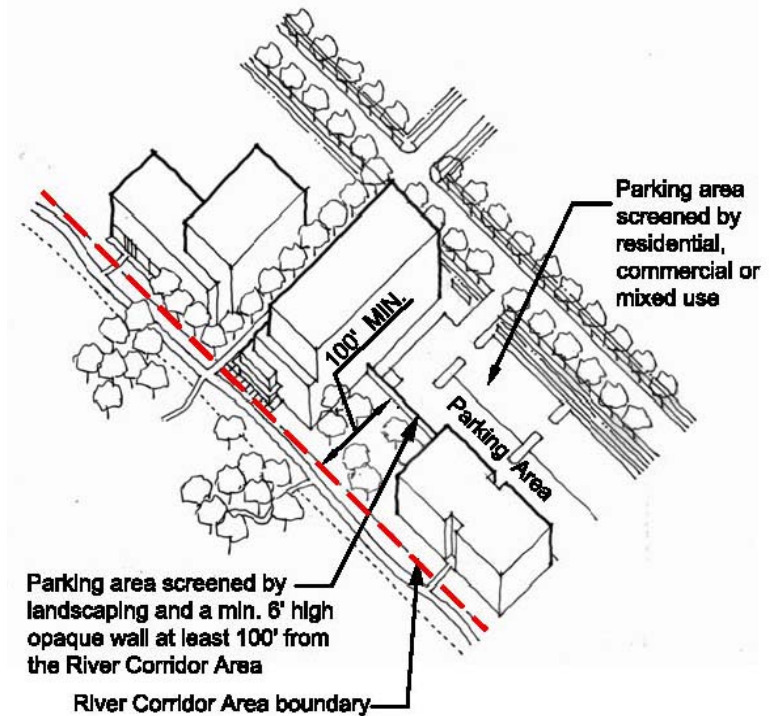 Parking area
screened by
residential,
commercial or
mixed use
100' MIN.
Parking Area
Parking area screened by
landscaping and a min. 6' high
opaque wall at least 100' from
the River Corridor Area
River Corridor Area boundary